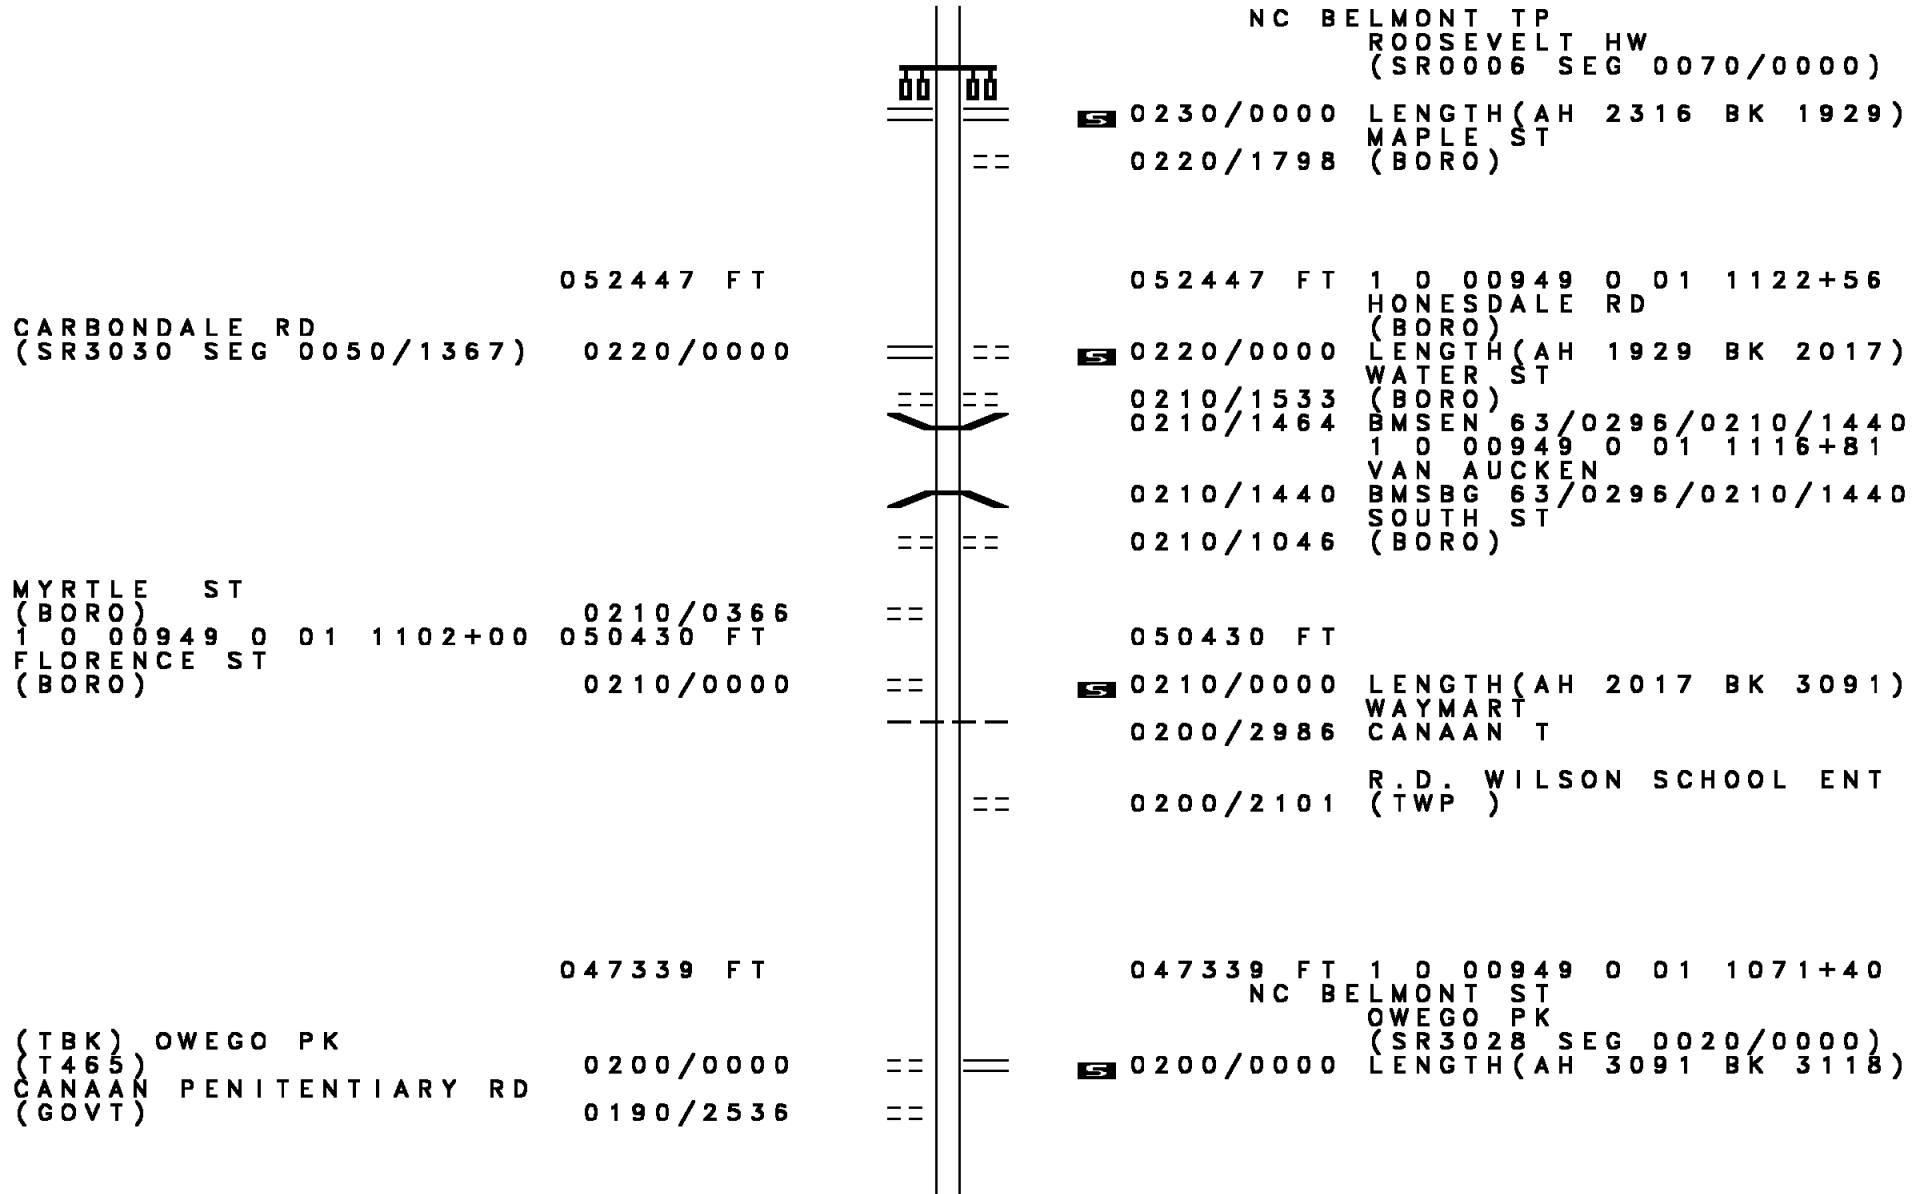 NC BELMONT TP
ROOSEVELT HW
(SR0006 SEG 0070/0000)
S 0230/0000 LENGTH(AH 2316 BK 1929)
MAPLE ST
0220/1798 (BORO)
052447 FT 052447 FT 1 0 00949 0 01 1122+56
HONESDALE RD
CARBONDALE RD (BORO)
(SR3030 SEG 0050/1367) 0220/0000 S 0220/0000 LENGTH(AH 1929 BK 2017)
WATER ST
0210/1533 (BORO)
0210/1464 BMSEN 63/0296/0210/1440
1 0 00949 0 01 1116+81
VAN AUCKEN
0210/1440 BMSBG 63/0296/0210/1440
SOUTH ST
0210/1046 (BORO)
MYRTLE ST
(BORO) 0210/0366
1 0 00949 0 01 1102+00 050430 FT 050430 FT
FLORENCE ST
(BORO) 0210/0000 S 0210/0000 LENGTH(AH 2017 BK 3091)
WAYMART
0200/2986 CANAAN T
R.D. WILSON SCHOOL ENT
0200/2101 (TWP )
047339 FT 047339 FT 1 0 00949 0 01 1071+40
NC BELMONT ST
OWEGO PK
(TBK) OWEGO PK (SR3028 SEG 0020/0000)
(T465) 0200/0000 S 0200/0000 LENGTH(AH 3091 BK 3118)
CANAAN PENITENTIARY RD
(GOVT) 0190/2536